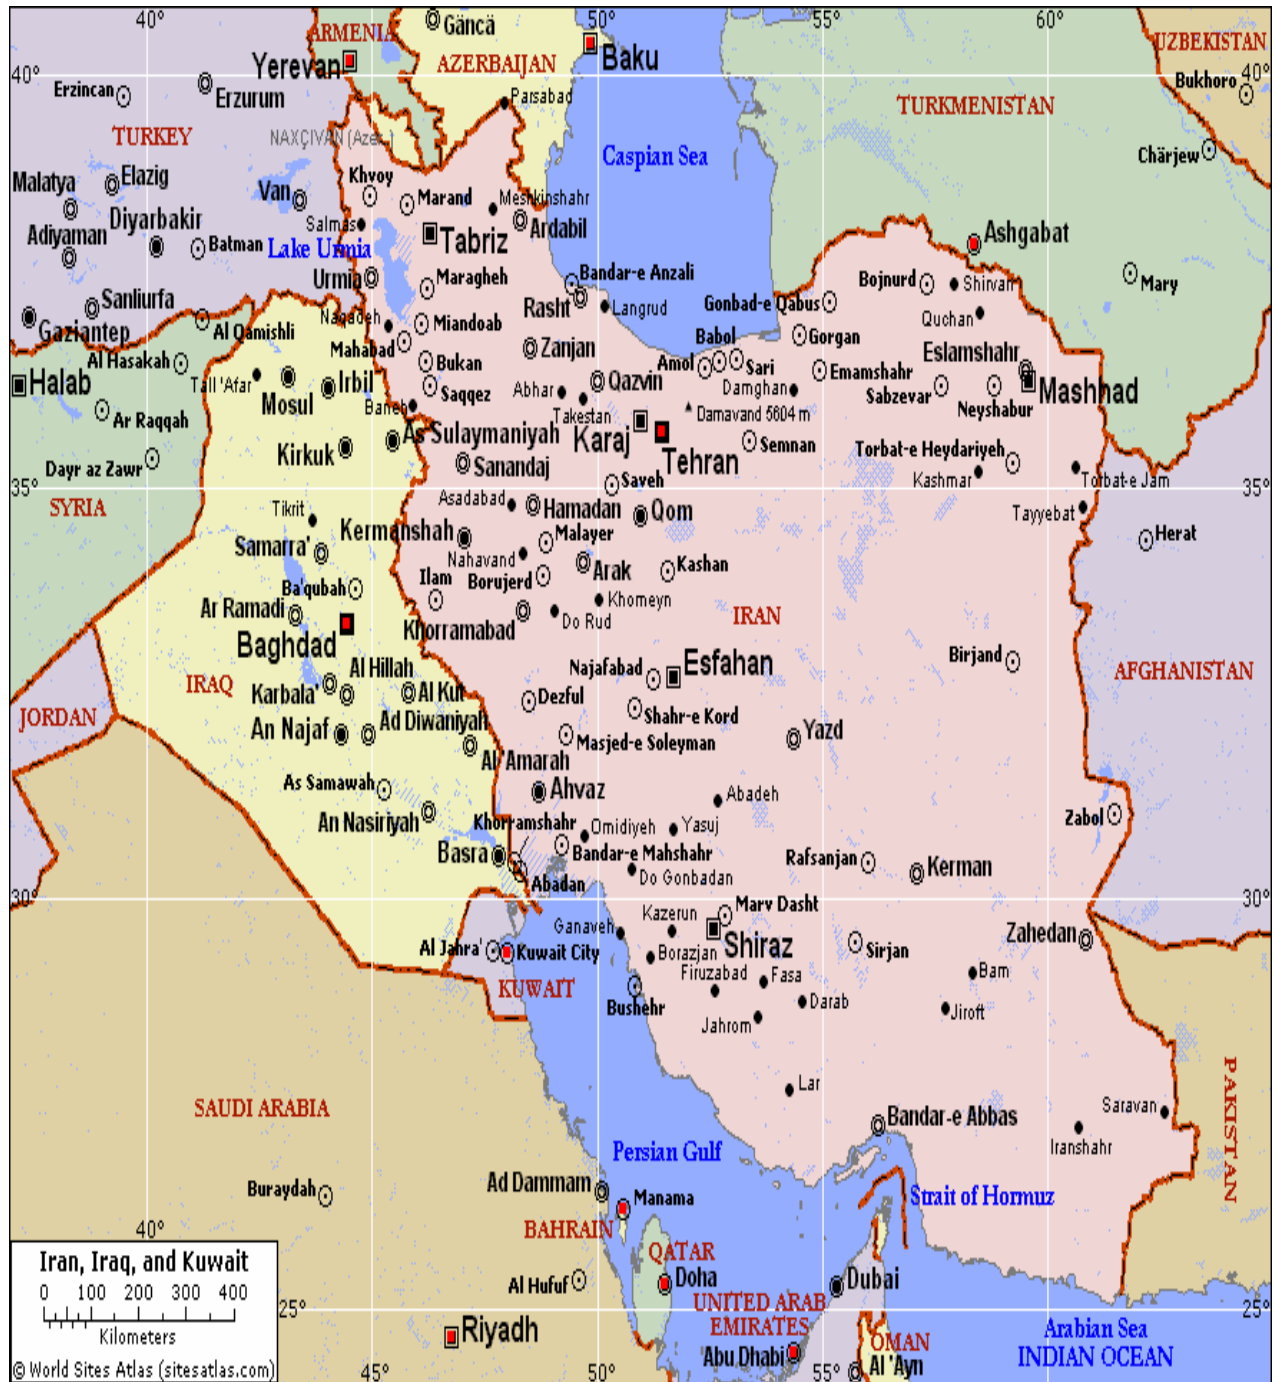 40°
50°
55°
60°
ARMENIA
Gäncä
UZBEKISTAN
Yerevan
AZERBAIJAN
Baku
40°
40°
Bukhoro
Erzincan
Erzurum
Parsabad
TURKMENISTAN
TURKEY
NAXÇIVAN (Azer.)
Caspian Sea
Chärjew
Malatya
Elazig
Van
Khvoy
Marand
Meshkinshahr
Diyarbakir
Salmas
Ardabil
Adiyaman
Batman
Lake Urmia
Tabriz
Ashgabat
Urmia
Maragheh
Bandar-e Anzali
Bojnurd
Shirvan
Mary
Sanliurfa
Rasht
Langrud
Gonbad-e Qabus
Gaziantep
Al Qamishli
Naqadeh
Miandoab
Quchan
Mahabad
Zanjan
Babol
Gorgan
Eslamshahr
Al Hasakah
Bukan
Amol
Sari
Emamshahr
Halab
Tall 'Afar
Mosul
Irbil
Saqqez
Abhar
Qazvin
Damghan
Sabzevar
Neyshabur
Mashhad
Ar Raqqah
Baneh
Takestan
Damavand 5604 m
As Sulaymaniyah
Karaj
Tehran
Semnan
Torbat-e Heydariyeh
Dayr az Zawr
Kirkuk
Sanandaj
Saveh
Kashmar
Torbat-e Jam
35°
35°
SYRIA
Tikrit
Asadabad
Hamadan
Qom
Tayyebat
Kermanshah
Malayer
Herat
Samarra'
Nahavand
Arak
Kashan
Ba'qubah
Ilam
Borujerd
Ar Ramadi
Khomeyn
Khorramabad
Do Rud
IRAN
Baghdad
Najafabad
Esfahan
Birjand
AFGHANISTAN
IRAQ
Al Hillah
Karbala'
Al Kut
Dezful
JORDAN
Shahr-e Kord
An Najaf
Ad Diwaniyah
Masjed-e Soleyman
Yazd
Al 'Amarah
As Samawah
Ahvaz
Abadeh
An Nasiriyah
Khorramshahr
Omidiyeh
Yasuj
Zabol
Basra
Bandar-e Mahshahr
Rafsanjan
Kerman
Abadan
Do Gonbadan
30°
30°
Marv Dasht
Kazerun
Ganaveh
Shiraz
Zahedan
Al Jahra'
Kuwait City
Borazjan
Sirjan
Firuzabad
Fasa
Bam
KUWAIT
Bushehr
Darab
Jiroft
Jahrom
PAKISTAN
Lar
SAUDI ARABIA
Bandar-e Abbas
Saravan
Iranshahr
Persian Gulf
Ad Dammam
Manama
Strait of Hormuz
Buraydah
BAHRAIN
40°
QATAR
Iran, Iraq, and Kuwait
Al Hufuf
Doha
Dubai
0 100 200 300 400
Kilometers
UNITED ARAB
EMIRATES
25°
25°
Riyadh
Arabian Sea
INDIAN OCEAN
OMAN
Abu Dhabi
Al 'Ayn
© World Sites Atlas (sitesatlas.com)
45°
50°
55°